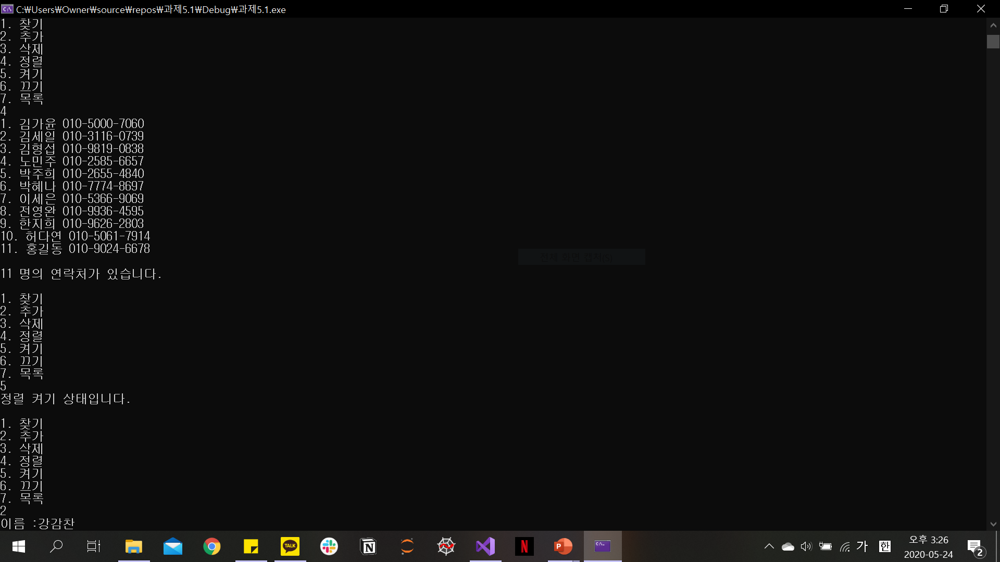 C:\Users\Owner\source\repos\과제5.1\Debug\과제5.1.exe
1. 찾기
2. 추가
3. 삭제
4. 정렬
5. 켜기
6. 끄기
7. 목록
4
1. 김가윤 010-5000-7060
2. 김세일 010-3116-0739
3. 김형섭 010-9819-0838
4. 노민주 010-2585-6657
5. 박주희 010-2655-4840
6. 박혜나 010-7774-8697
7. 이세은 010-5366-9069
8. 전영완 010-9936-4595
9. 한지희 010-9626-2803
10. 허다연 010-5061-7914
11. 홍길동 010-9024-6678
전체 화면 캡처(S)
11 명의 연락처가 있습니다.
1. 찾기
2. 추가
3. 삭제
4. 정렬
5. 켜기
6. 끄기
7. 목록
5
정렬 켜기 상태입니다.
1. 찾기
2. 추가
3. 삭제
4. 정렬
5. 켜기
6. 끄기
7. 목록
2
이름 :강감찬
TALK
N
N
P
C:\
가
한
오후 3:26
2020-05-24
2